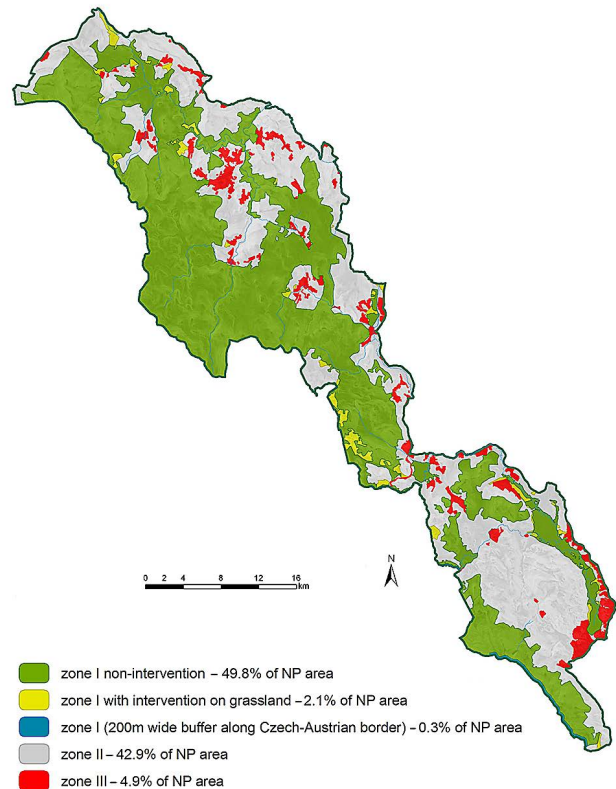 N
0 2 4 8 12 16
km
zone I non-intervention – 49.8% of NP area
zone I with intervention on grassland – 2.1% of NP area
zone I (200m wide buffer along Czech-Austrian border) – 0.3% of NP area
zone II – 42.9% of NP area
zone III – 4.9% of NP area